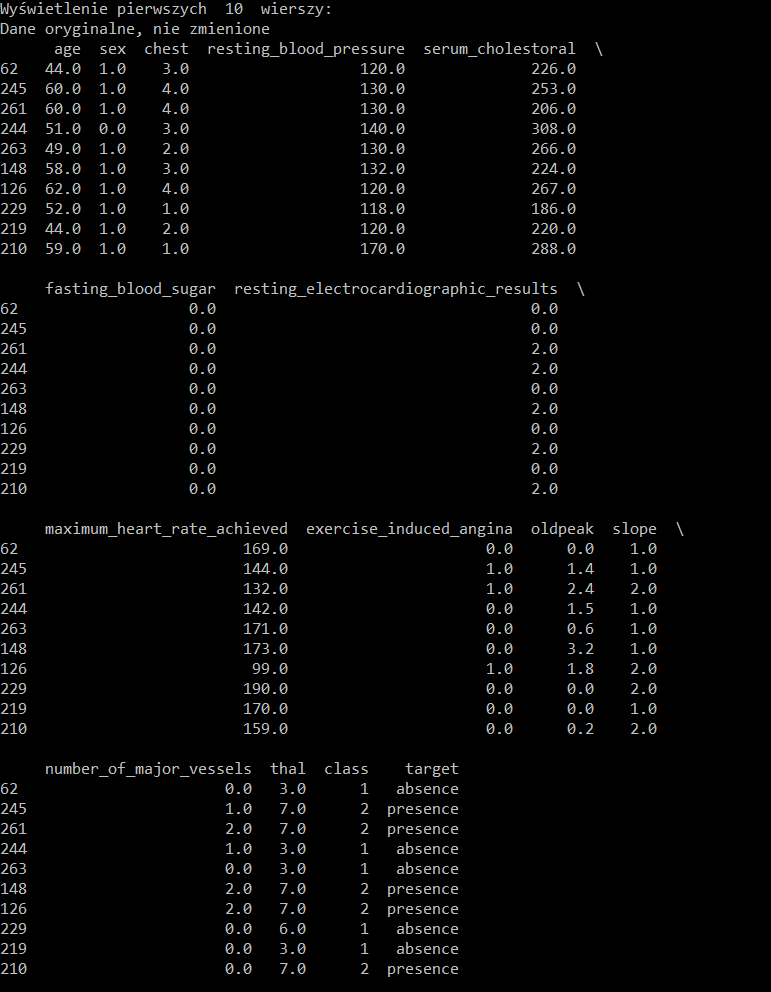 Wyświetlenie pierwszych  10  wierszy:
Dane oryginalne, nie zmienione
      age  sex  chest  resting_blood_pressure  serum_cholestoral  \
62   44.0  1.0    3.0                   120.0              226.0
245  60.0  1.0    4.0                   130.0              253.0
261  60.0  1.0    4.0                   130.0              206.0
244  51.0  0.0    3.0                   140.0              308.0
263  49.0  1.0    2.0                   130.0              266.0
148  58.0  1.0    3.0                   132.0              224.0
126  62.0  1.0    4.0                   120.0              267.0
229  52.0  1.0    1.0                   118.0              186.0
219  44.0  1.0    2.0                   120.0              220.0
210  59.0  1.0    1.0                   170.0              288.0

     fasting_blood_sugar  resting_electrocardiographic_results  \
62                   0.0                                   0.0
245                  0.0                                   0.0
261                  0.0                                   2.0
244                  0.0                                   2.0
263                  0.0                                   0.0
148                  0.0                                   2.0
126                  0.0                                   0.0
229                  0.0                                   2.0
219                  0.0                                   0.0
210                  0.0                                   2.0

     maximum_heart_rate_achieved  exercise_induced_angina  oldpeak  slope  \
62                         169.0                      0.0      0.0    1.0
245                        144.0                      1.0      1.4    1.0
261                        132.0                      1.0      2.4    2.0
244                        142.0                      0.0      1.5    1.0
263                        171.0                      0.0      0.6    1.0
148                        173.0                      0.0      3.2    1.0
126                         99.0                      1.0      1.8    2.0
229                        190.0                      0.0      0.0    2.0
219                        170.0                      0.0      0.0    1.0
210                        159.0                      0.0      0.2    2.0

     number_of_major_vessels  thal  class    target
62                       0.0   3.0      1   absence
245                      1.0   7.0      2  presence
261                      2.0   7.0      2  presence
244                      1.0   3.0      1   absence
263                      0.0   3.0      1   absence
148                      2.0   7.0      2  presence
126                      2.0   7.0      2  presence
229                      0.0   6.0      1   absence
219                      0.0   3.0      1   absence
210                      0.0   7.0      2  presence